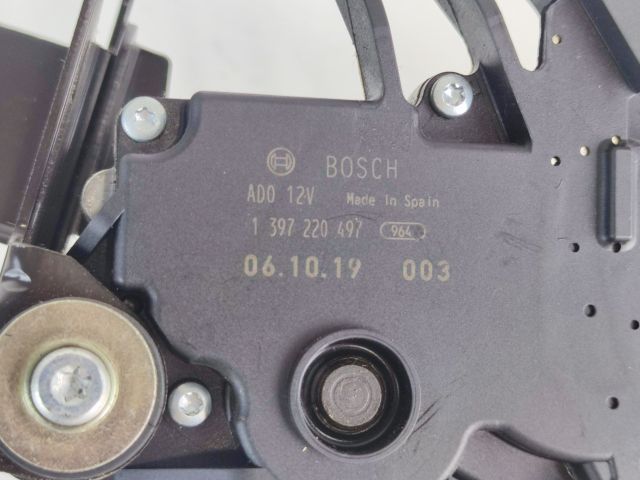 BOSCH
ADO 12V Made in Spain
1 397 220 497 964
06.10.19 003